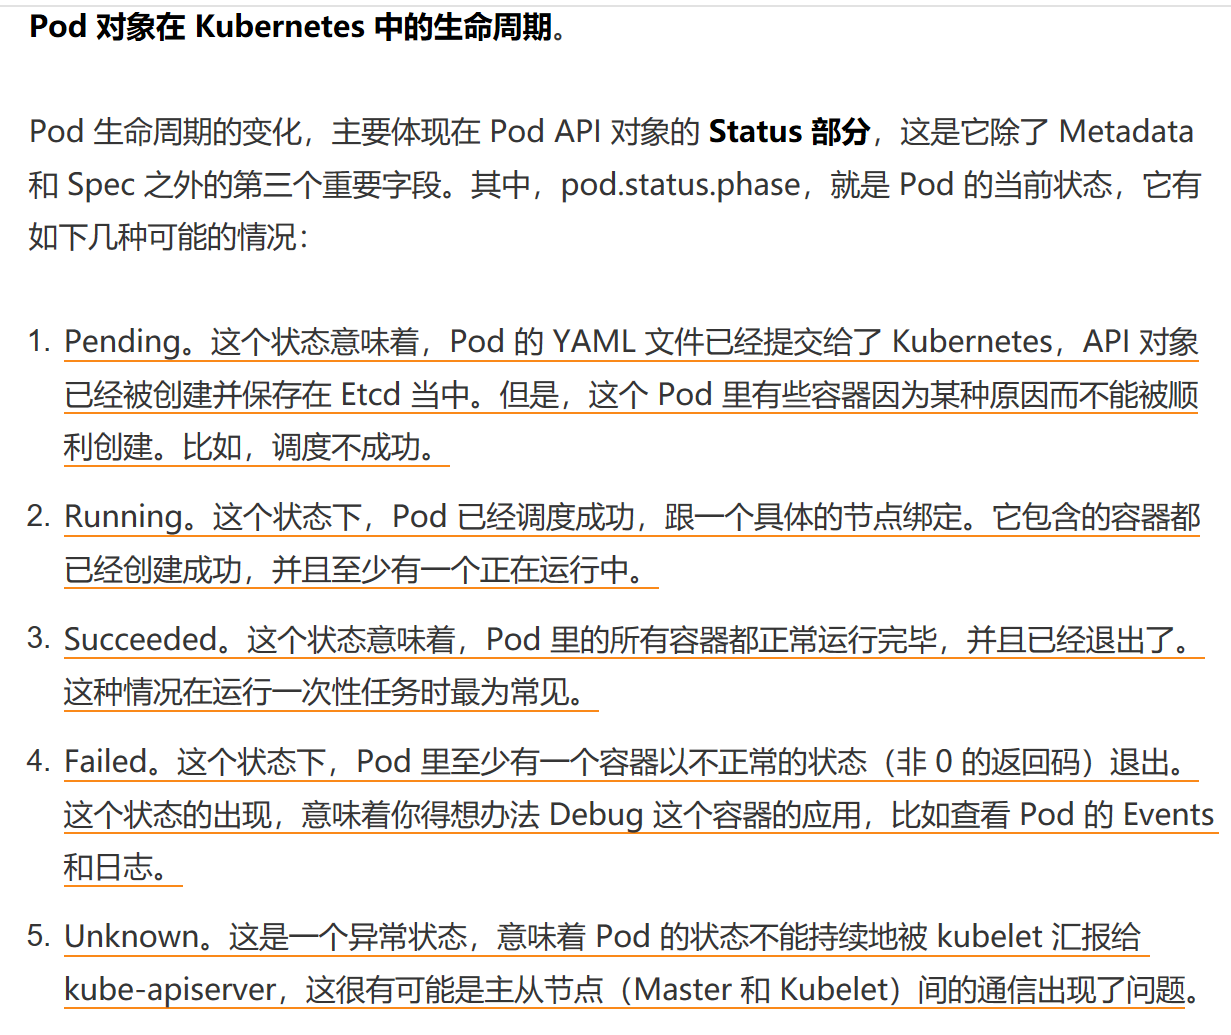 Pod 对象在 Kubernetes 中的生命周期。
Pod 生命周期的变化，主要体现在 Pod API 对象的 Status 部分，这是它除了 Metadata
和 Spec 之外的第三个重要字段。其中，pod.status.phase，就是 Pod 的当前状态，它有
如下几种可能的情况：
1. Pending。这个状态意味着，Pod 的 YAML 文件已经提交给了 Kubernetes，API 对象
已经被创建并保存在 Etcd 当中。但是，这个 Pod 里有些容器因为某种原因而不能被顺
利创建。比如，调度不成功。
2. Running。这个状态下，Pod 已经调度成功，跟一个具体的节点绑定。它包含的容器都
已经创建成功，并且至少有一个正在运行中。
3. Succeeded。这个状态意味着，Pod 里的所有容器都正常运行完毕，并且已经退出了。
这种情况在运行一次性任务时最为常见。
4. Failed。这个状态下，Pod 里至少有一个容器以不正常的状态（非 0 的返回码）退出。
这个状态的出现，意味着你得想办法 Debug 这个容器的应用，比如查看 Pod 的 Events
和日志。
5. Unknown。这是一个异常状态，意味着 Pod 的状态不能持续地被 kubelet 汇报给
kube-apiserver，这很有可能是主从节点（Master 和 Kubelet）间的通信出现了问题。